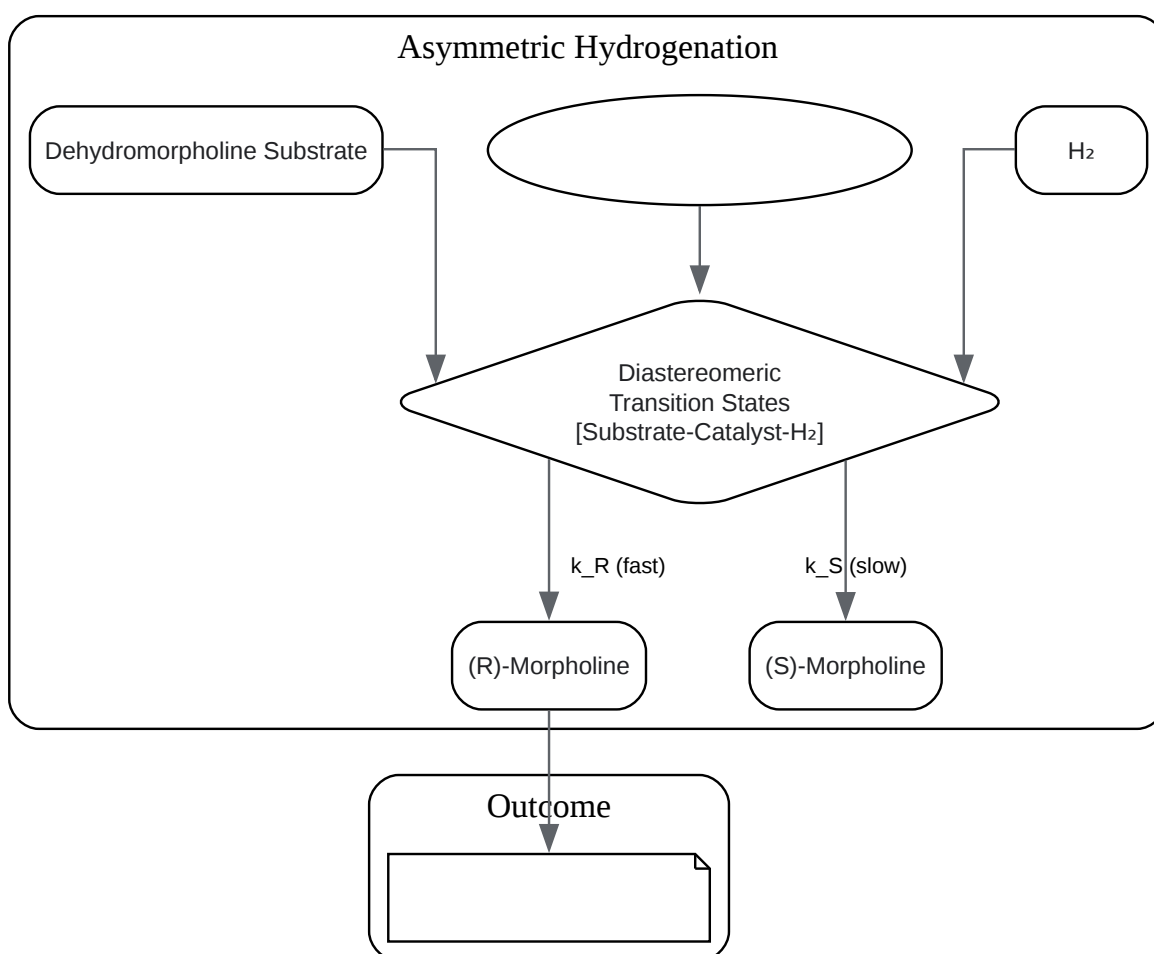 Asymmetric Hydrogenation
Dehydromorpholine Substrate
H₂
Diastereomeric
Transition States
[Substrate-Catalyst-H₂]
k_R (fast)
k_S (slow)
(R)-Morpholine
(S)-Morpholine
Outcome